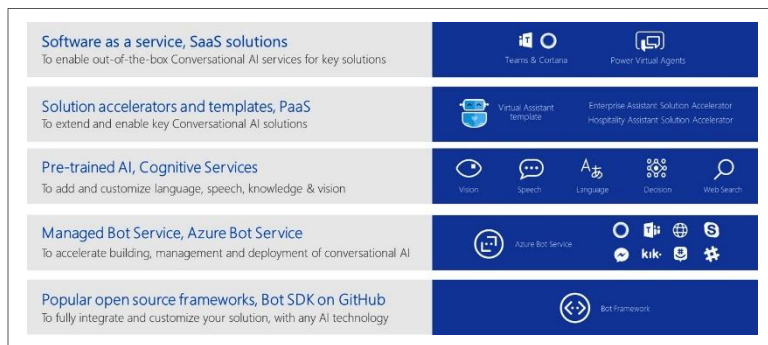 Software as a service, SaaS solutions
To enable out-of-the-box Conversational AI services for key solutions
Teams & Cortana
Power Virtual Agents
Solution accelerators and templates, PaaS
To extend and enable key Conversational AI solutions
Virtual Assistant
template
Enterprise Assistant Solution Accelerator
Hospitality Assistant Solution Accelerator
Pre-trained AI, Cognitive Services
To add and customize language, speech, knowledge & vision
Vision
Speech
Language
Decision
Web Search
Managed Bot Service, Azure Bot Service
To accelerate building, management and deployment of conversational AI
Azure Bot Service
kik·
Popular open source frameworks, Bot SDK on GitHub
To fully integrate and customize your solution, with any AI technology
Bot Framework